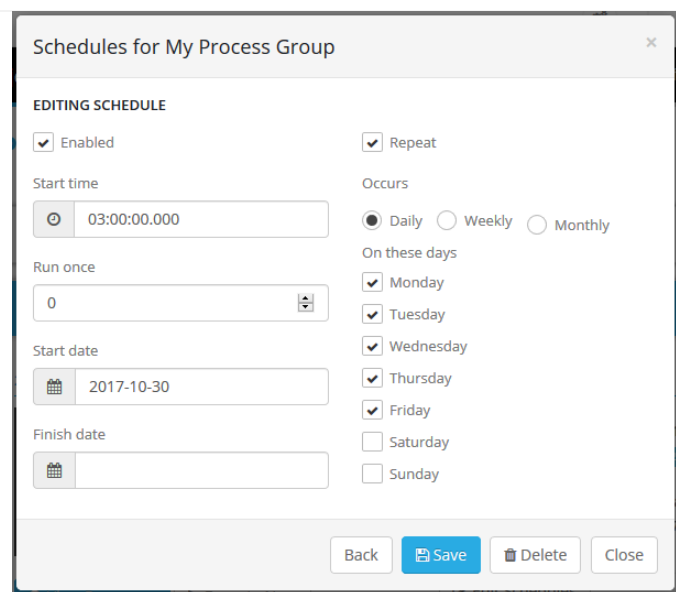 Schedules for My Process Group
×
EDITING SCHEDULE
Enabled
Start time
03:00:00.000
Run once
0
Start date
2017-10-30
Finish date
Repeat
Occurs
Daily Weekly Monthly
On these days
Monday
Tuesday
Wednesday
Thursday
Friday
Saturday
Sunday
Back Save Delete Close